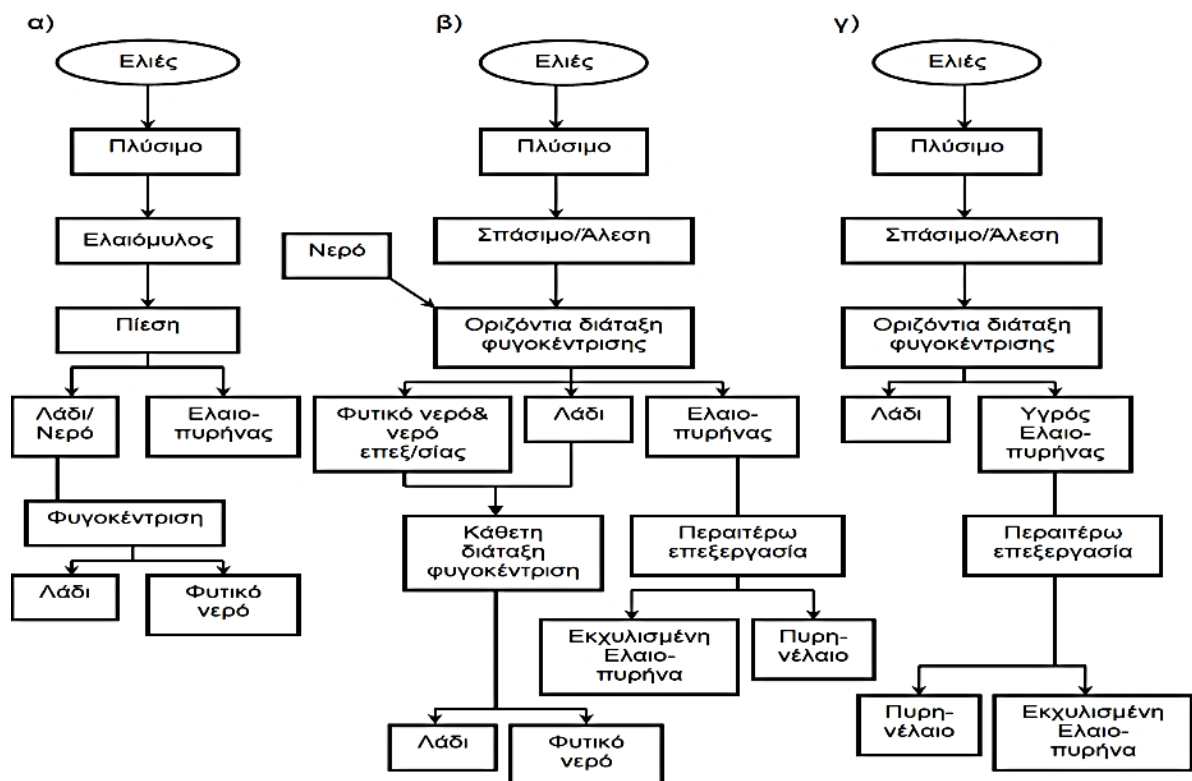 α)
Ελιές
Πλύσιμο
Ελαιόμυλος
Πίεση
Λάδι/
Νερό
Ελαιο-
πυρήνας
Φυγοκέντριση
Λάδι
Φυτικό
νερό
β)
Ελιές
Πλύσιμο
Σπάσιμο/Άλεση
Νερό
Οριζόντια διάταξη
φυγοκέντρισης
Φυτικό νερό&
νερό
επεξ/σίας
Λάδι
Ελαιο-
πυρήνας
Κάθετη
διάταξη
φυγοκέντριση
Περαιτέρω
επεξεργασία
Εκχυλισμένη
Ελαιο-
πυρήνα
Πυρη-
νέλαιο
Λάδι
Φυτικό
νερό
γ)
Ελιές
Πλύσιμο
Σπάσιμο/Άλεση
Οριζόντια διάταξη
φυγοκέντρισης
Λάδι
Υγρός
Ελαιο-
πυρήνας
Περαιτέρω
επεξεργασία
Πυρη-
νέλαιο
Εκχυλισμένη
Ελαιο-
πυρήνα